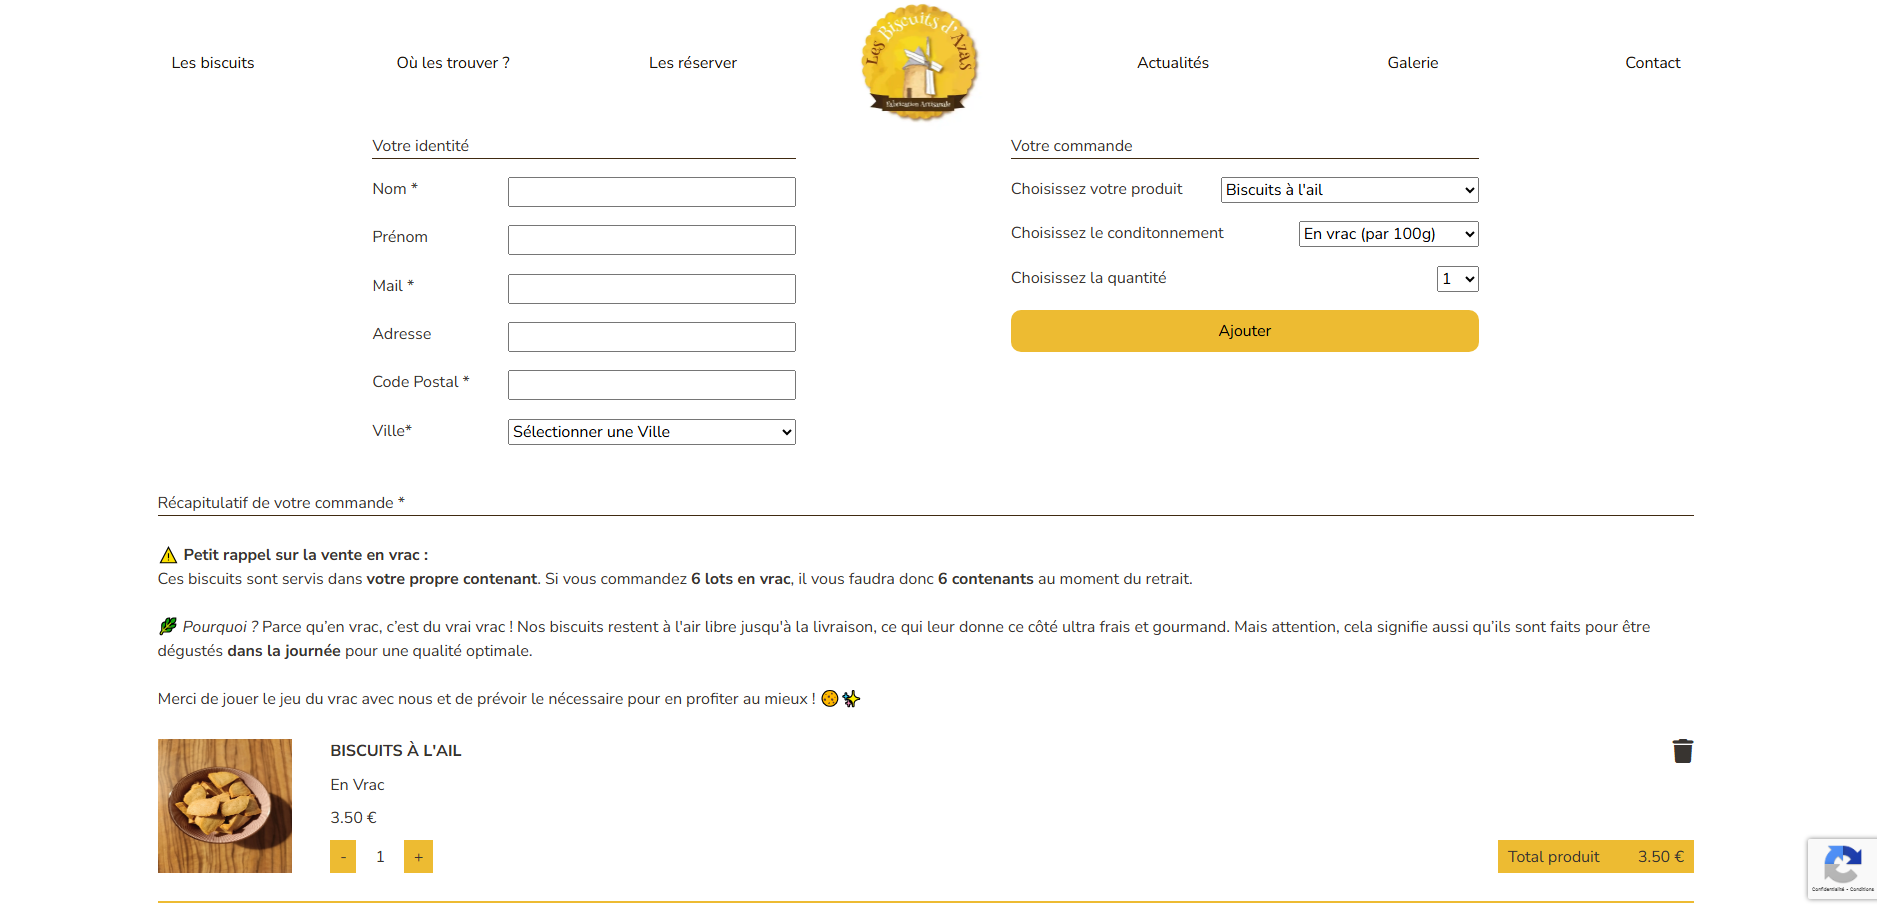 Les biscuits
Où les trouver ?
Les réserver
Les Biscuits d'Azas
Fabrication Artisanale
Actualités
Galerie
Contact
Votre identité
Nom *
Prénom
Mail *
Adresse
Code Postal *
Ville*
Sélectionner une Ville
Votre commande
Choisissez votre produit
Biscuits à l'ail
Choisissez le conditonnement
En vrac (par 100g)
Choisissez la quantité
1
Ajouter
Récapitulatif de votre commande *
⚠️ Petit rappel sur la vente en vrac :
Ces biscuits sont servis dans votre propre contenant. Si vous commandez 6 lots en vrac, il vous faudra donc 6 contenants au moment du retrait.
🌿 Pourquoi ? Parce qu’en vrac, c’est du vrai vrac ! Nos biscuits restent à l'air libre jusqu'à la livraison, ce qui leur donne ce côté ultra frais et gourmand. Mais attention, cela signifie aussi qu’ils sont faits pour être
dégustés dans la journée pour une qualité optimale.
Merci de jouer le jeu du vrac avec nous et de prévoir le nécessaire pour en profiter au mieux ! 🍪✨
BISCUITS À L'AIL
En Vrac
3.50 €
- 1 +
Total produit 3.50 €
Confidentialité - Conditions